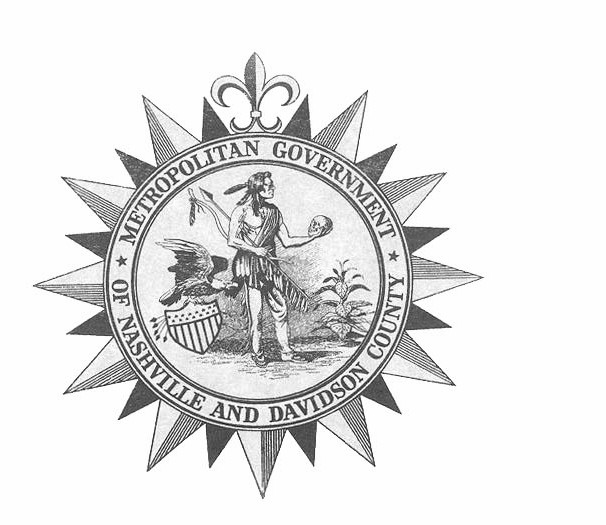 METROPOLITAN GOVERNMENT
OF NASHVILLE AND DAVIDSON COUNTY